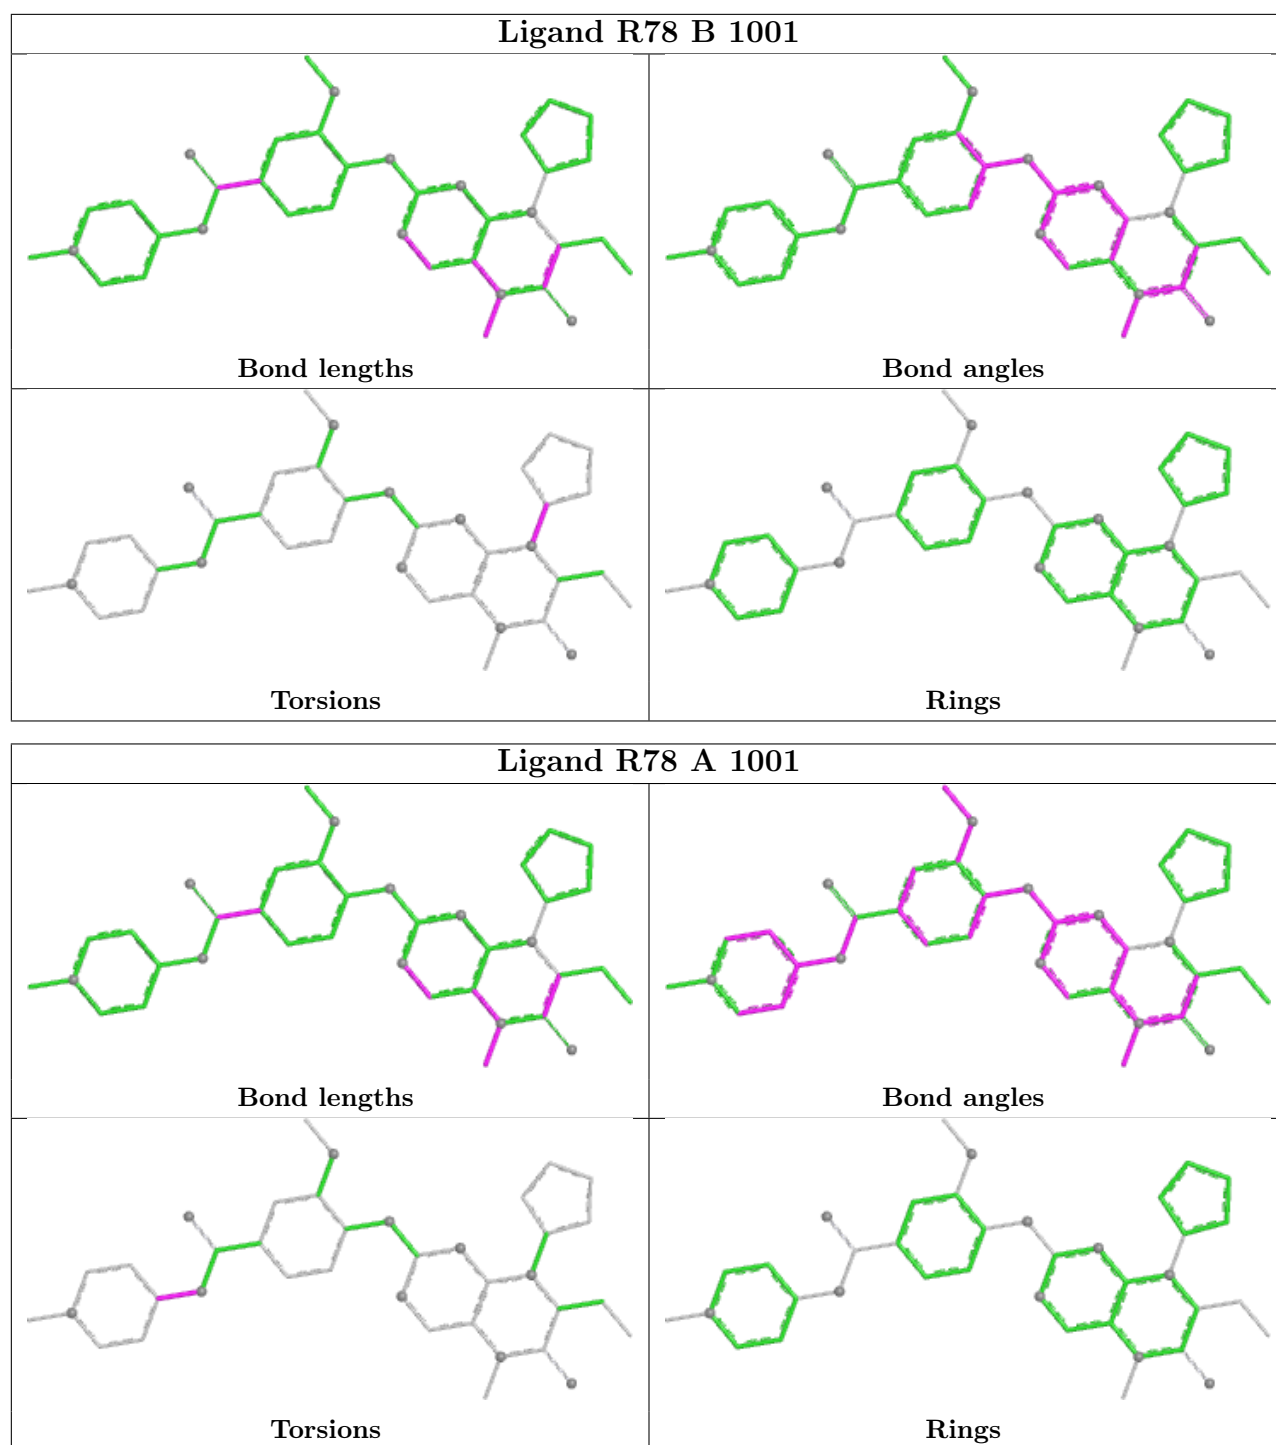 Ligand R78 B 1001
Bond lengths
Bond angles
Torsions
Rings
Ligand R78 A 1001
Bond lengths
Bond angles
Torsions
Rings